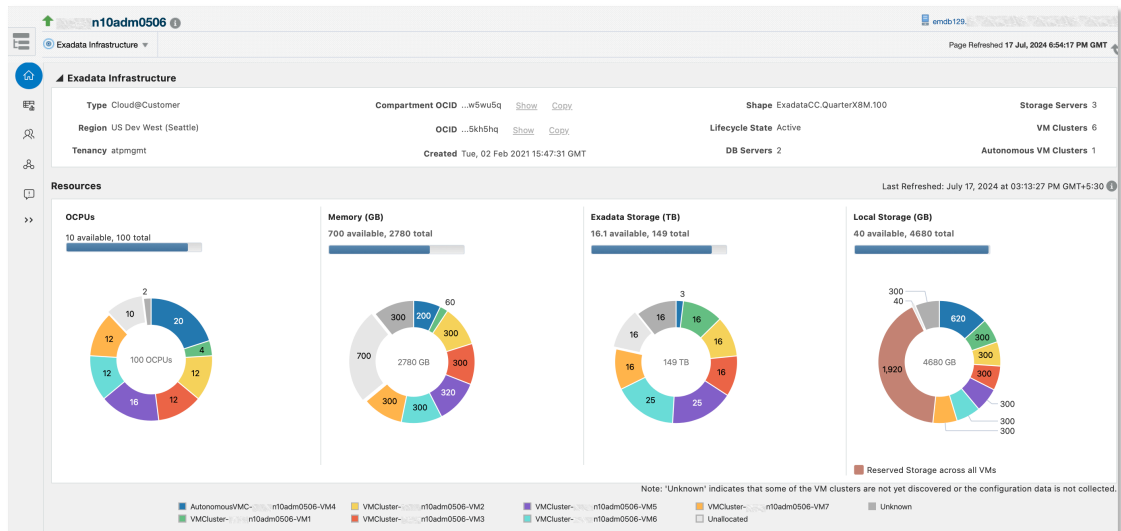 n10adm0506
emdb129.
Exadata Infrastructure
Page Refreshed 17 Jul, 2024 6:54:17 PM GMT
Exadata Infrastructure
Type Cloud@Customer
Compartment OCID ...w5wu5q Show Copy
Shape ExadataCC.QuarterX8M.100
Storage Servers 3
Region US Dev West (Seattle)
OCID ...5kh5hq Show Copy
Lifecycle State Active
VM Clusters 6
Tenancy atpmgmt
Created Tue, 02 Feb 2021 15:47:31 GMT
DB Servers 2
Autonomous VM Clusters 1
Resources
Last Refreshed: July 17, 2024 at 03:13:27 PM GMT+5:30
OCPUs
10 available, 100 total
2
20
4
12
12
16
12
12
10
100 OCPUs
Memory (GB)
700 available, 2780 total
200
60
300
300
320
300
300
700
300
2780 GB
Exadata Storage (TB)
16.1 available, 149 total
3
16
16
16
25
25
16
16
16
149 TB
Local Storage (GB)
40 available, 4680 total
300
40
620
300
300
300
300
300
300
1,920
4680 GB
Reserved Storage across all VMs
Note: 'Unknown' indicates that some of the VM clusters are not yet discovered or the configuration data is not collected.
AutonomousVMC- n10adm0506-VM4
VMCluster- n10adm0506-VM2
VMCluster- n10adm0506-VM5
VMCluster- n10adm0506-VM7
Unknown
VMCluster- n10adm0506-VM1
VMCluster- n10adm0506-VM3
VMCluster- n10adm0506-VM6
Unallocated